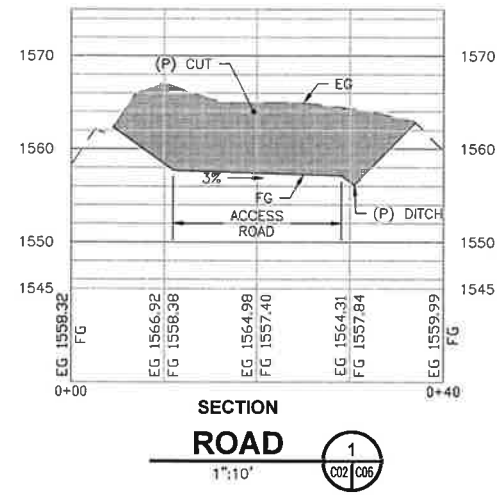 1570 1570
(P) CUT
EG
1560 1560
3%
FG
ACCESS
ROAD
(P) DITCH
1550 1550
1545 1545
EG 1558.32
FG
EG 1566.92
FG 1558.38
EG 1564.98
FG 1557.40
EG 1564.31
FG 1557.84
EG 1559.99
FG
0+00 0+40
SECTION
ROAD
1":10'
1
C02 C06